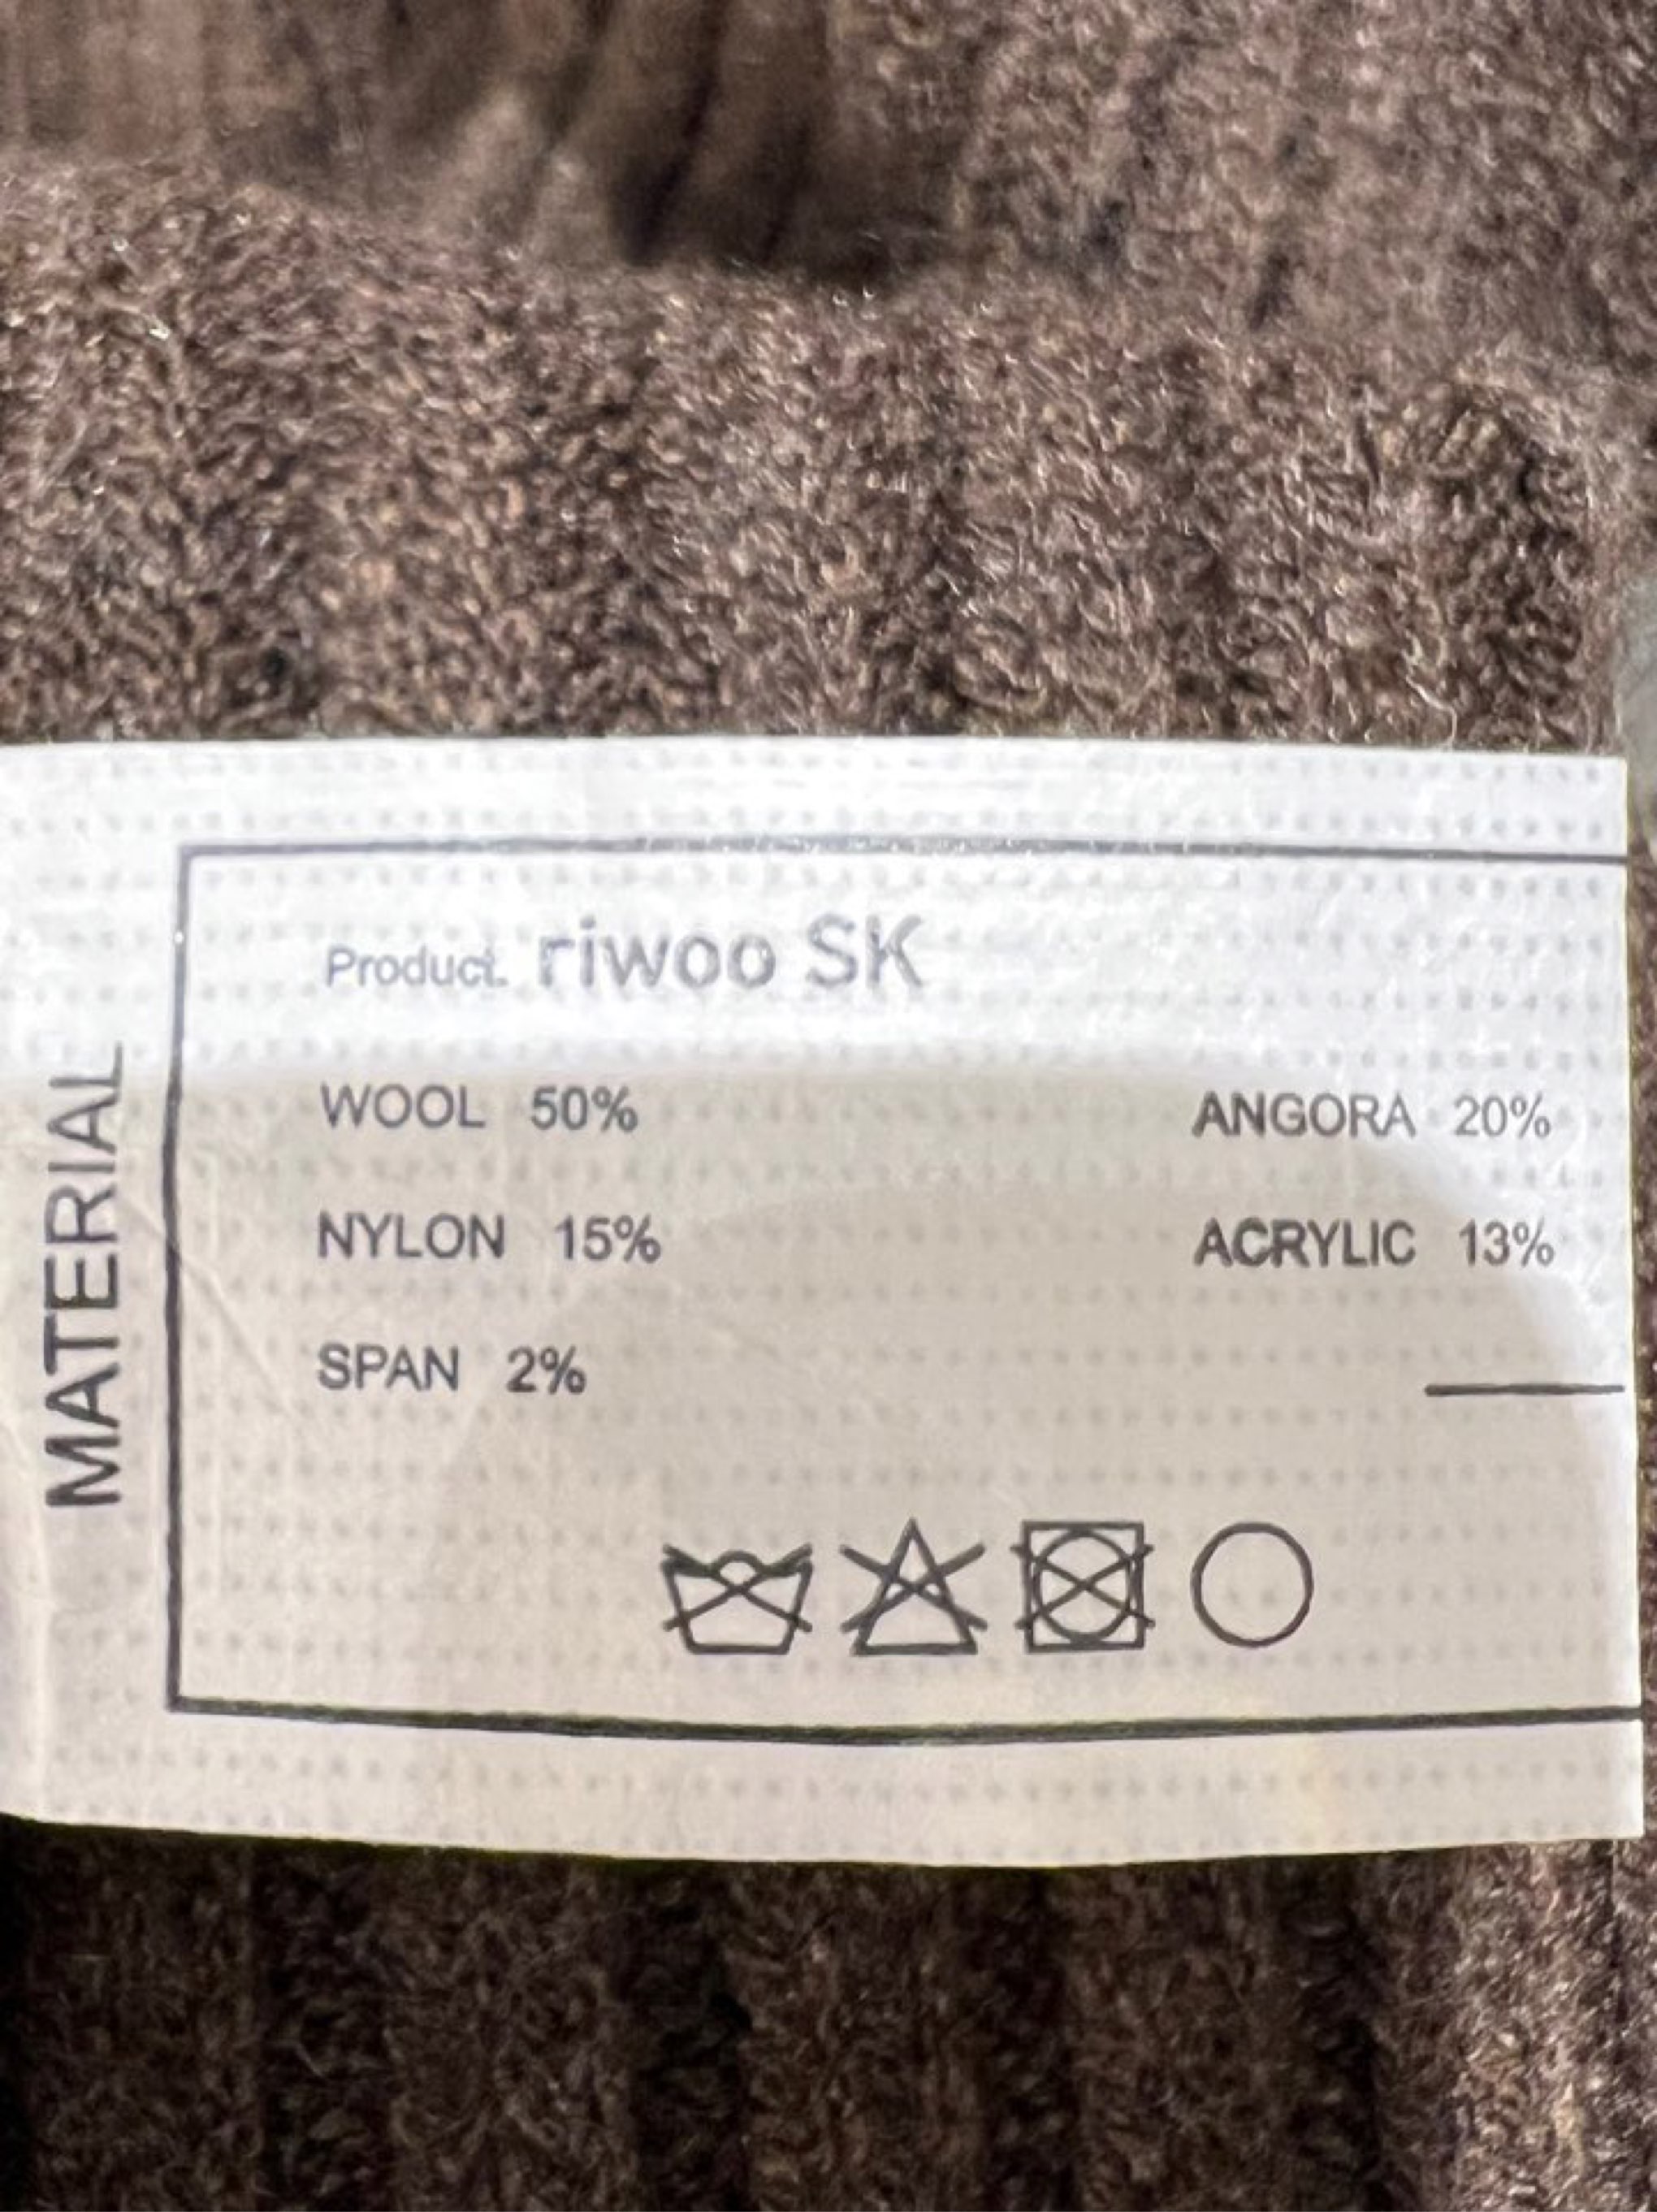 MATERIAL
Product. riwoo SK
WOOL 50% ANGORA 20%
NYLON 15% ACRYLIC 13%
SPAN 2%